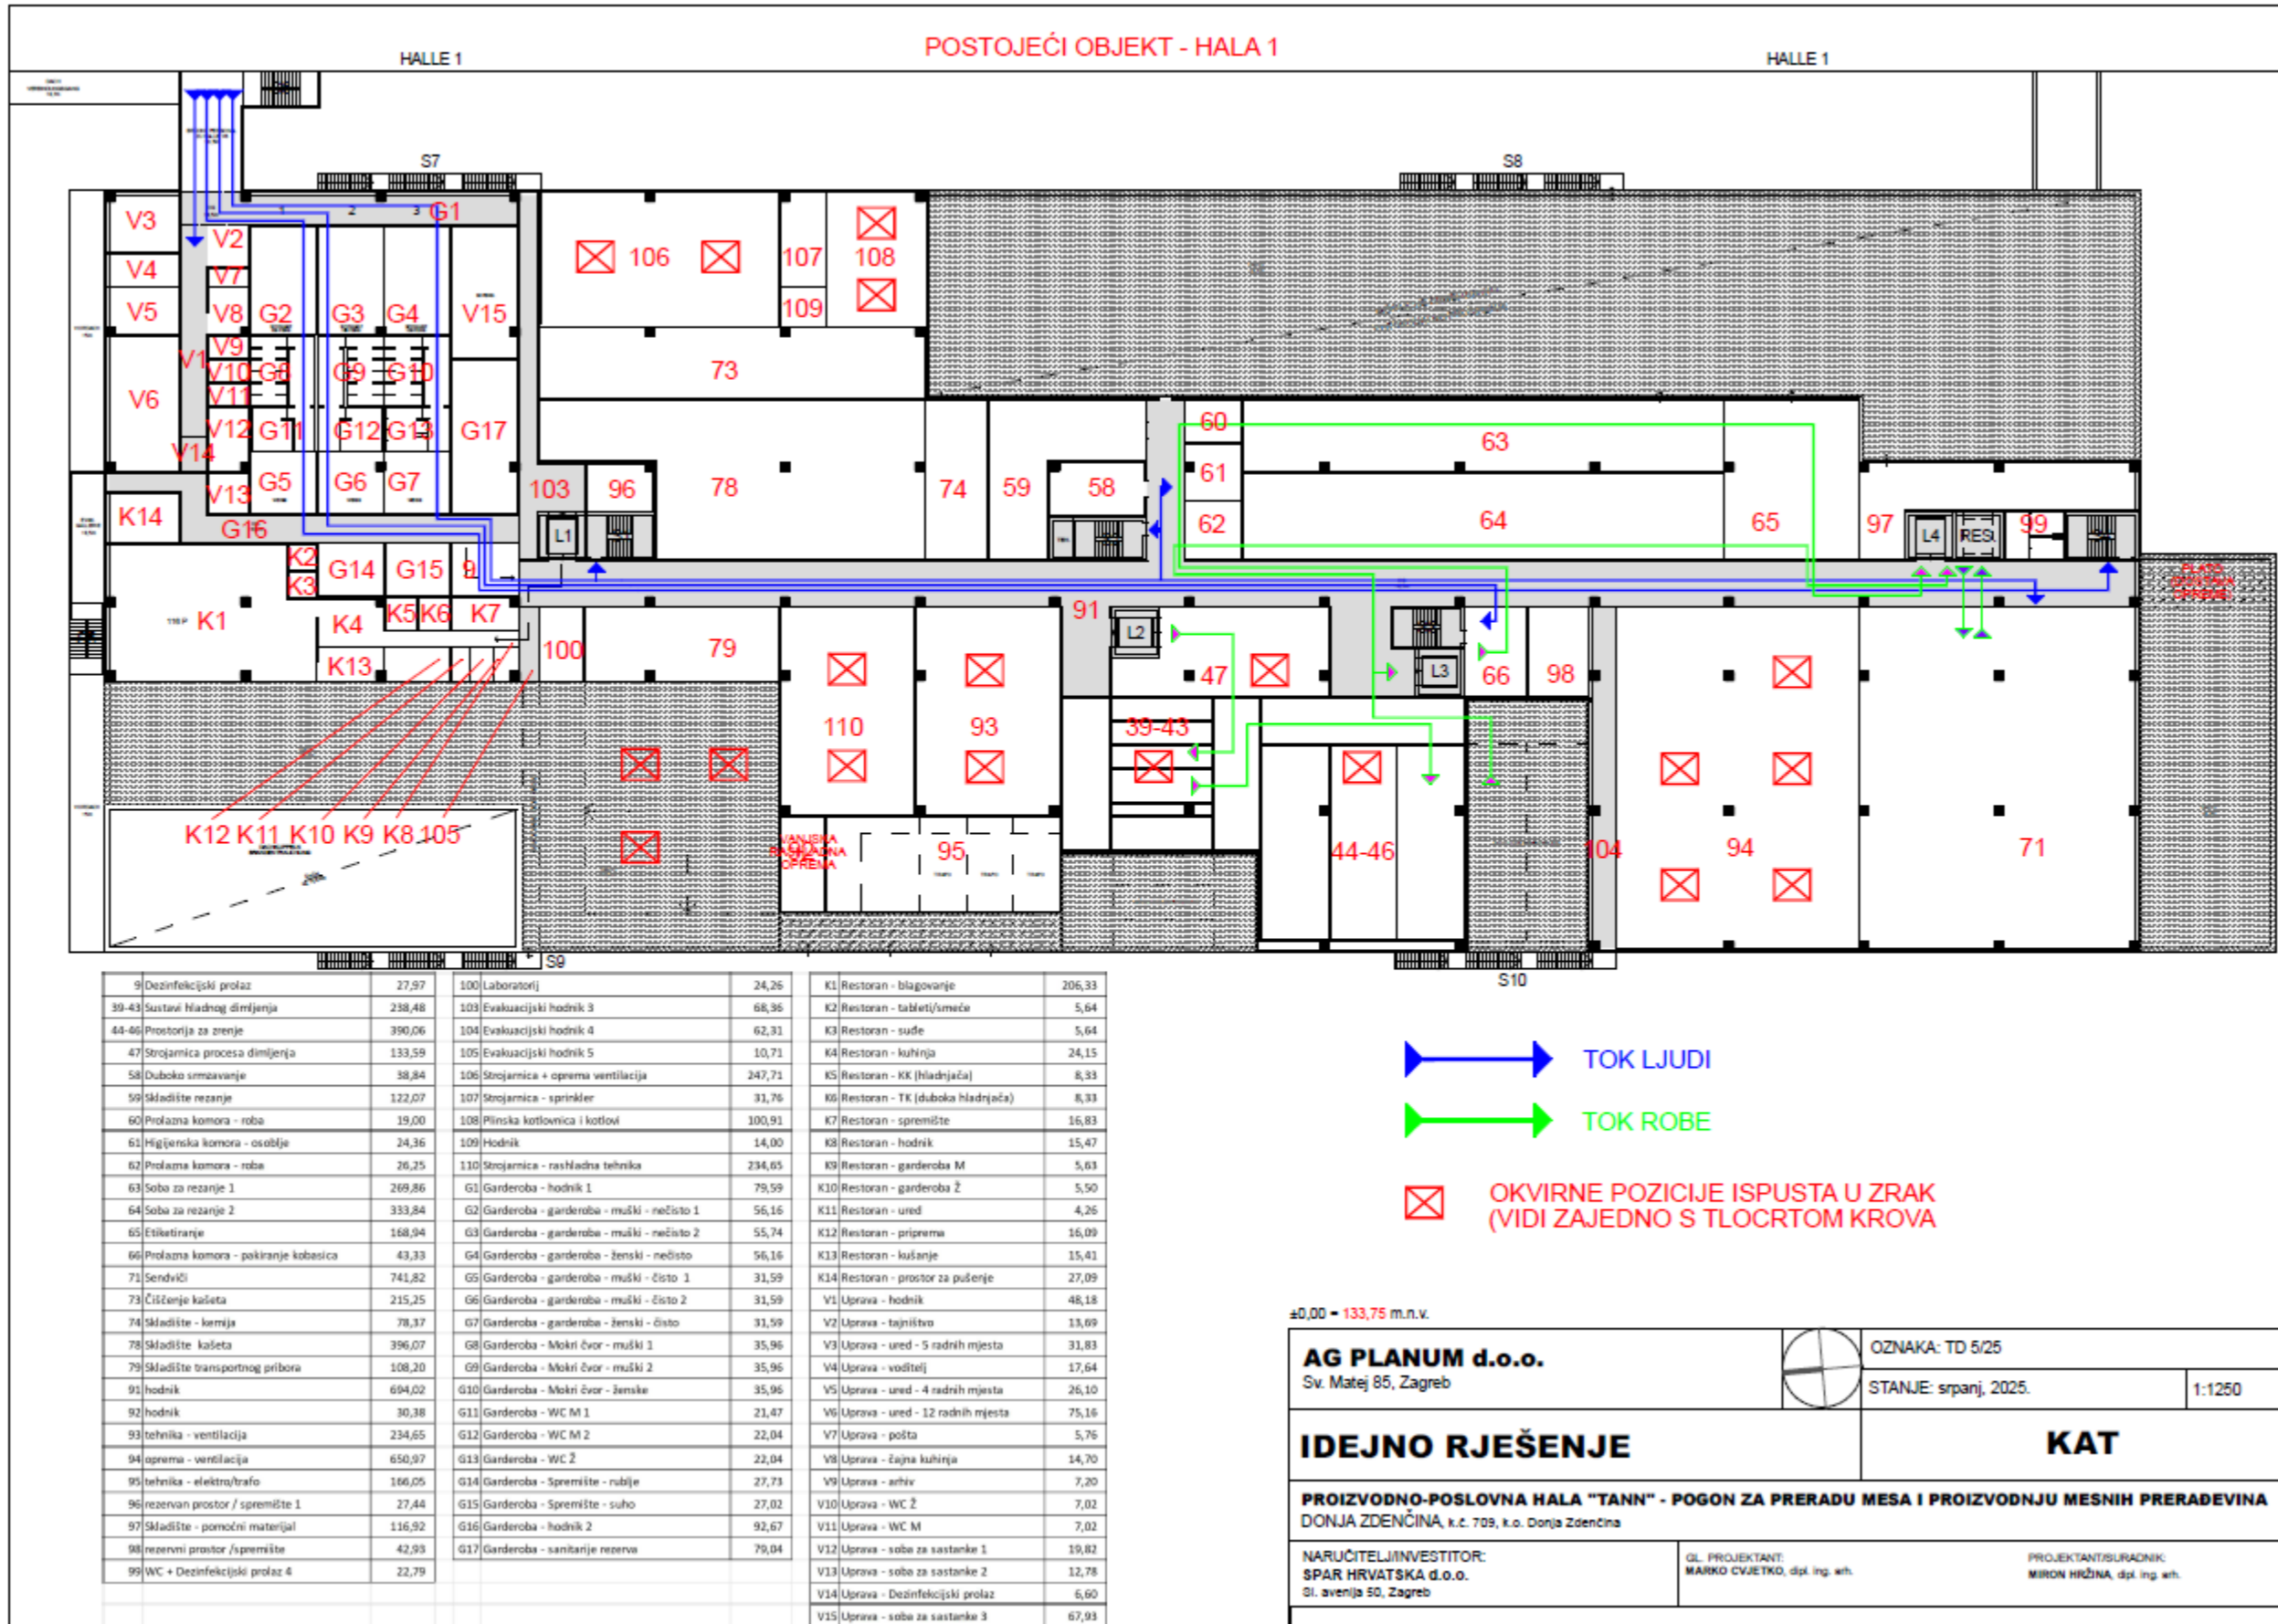 POSTOJEĆI OBJEKT - HALA 1
HALLE 1
HALLE 1
S7
S8
V3
V4
V5
V6
V1
V14
K14
V2
V7
V8
V9
V10
V11
V12
V13
1
2
3
G1
G2
G3
G4
V15
G8
G9
G10
G11
G12
G13
G17
G5
G6
G7
G16
106
107
108
109
73
78
74
59
58
103
96
L1
60
61
62
63
64
65
97
L4
RES.
99
K2
K3
G14
G15
9
K1
K4
K5
K6
K7
K13
100
79
91
L2
47
L3
66
98
PLATO
110
93
39-43
44-46
104
94
71
K12 K11 K10 K9 K8 105
VANJSKA
RASHLADNA
OPREMA
95
S9
S10
9 Dezinfekcijski prolaz 27,97
39-43 Sustavi hladnog dimljenja 238,48
44-46 Prostorija za zrenje 390,06
47 Strojarnica procesa dimljenja 133,59
58 Duboko smrzavanje 38,84
59 Skladište rezanje 122,07
60 Prolazna komora - roba 19,00
61 Higijenska komora - osoblje 24,36
62 Prolazna komora - roba 26,25
63 Soba za rezanje 1 269,86
64 Soba za rezanje 2 333,84
65 Etiketiranje 168,94
66 Prolazna komora - pakiranje kobasica 43,33
71 Sendviči 741,82
73 Čiščenje kašeta 215,25
74 Skladište - kemija 78,37
78 Skladište kašeta 396,07
79 Skladište transportnog pribora 108,20
91 hodnik 694,02
92 hodnik 30,38
93 tehnika - ventilacija 234,65
94 oprema - ventilacija 650,97
95 tehnika - elektro/trafo 166,05
96 rezervan prostor / spremište 1 27,44
97 Skladište - pomoćni materijal 116,92
98 rezervni prostor /spremište 42,93
99 WC + Dezinfekcijski prolaz 4 22,79
100 Laboratorij 24,26
103 Evakuacijski hodnik 3 68,36
104 Evakuacijski hodnik 4 62,31
105 Evakuacijski hodnik 5 10,71
106 Strojarnica + oprema ventilacija 247,71
107 Strojarnica - sprinkler 31,76
108 Plinska kotlovnica i kotlovi 100,91
109 Hodnik 14,00
110 Strojarnica - rashladna tehnika 234,65
G1 Garderoba - hodnik 1 79,59
G2 Garderoba - garderoba - muški - nečisto 1 56,16
G3 Garderoba - garderoba - muški - nečisto 2 55,74
G4 Garderoba - garderoba - ženski - nečisto 56,16
G5 Garderoba - garderoba - muški - čisto 1 31,59
G6 Garderoba - garderoba - muški - čisto 2 31,59
G7 Garderoba - garderoba - ženski - čisto 31,59
G8 Garderoba - Mokri čvor - muški 1 35,96
G9 Garderoba - Mokri čvor - muški 2 35,96
G10 Garderoba - Mokri čvor - ženske 35,96
G11 Garderoba - WC M 1 21,47
G12 Garderoba - WC M 2 22,04
G13 Garderoba - WC Ž 22,04
G14 Garderoba - Spremište - rublje 27,73
G15 Garderoba - Spremište - suho 27,02
G16 Garderoba - hodnik 2 92,67
G17 Garderoba - sanitarije rezerva 79,04
K1 Restoran - blagovanje 206,33
K2 Restoran - tableti/smeće 5,64
K3 Restoran - suđe 5,64
K4 Restoran - kuhinja 24,15
K5 Restoran - KK (hladnjača) 8,33
K6 Restoran - TK (duboka hladnjača) 8,33
K7 Restoran - spremište 16,83
K8 Restoran - hodnik 15,47
K9 Restoran - garderoba M 5,63
K10 Restoran - garderoba Ž 5,50
K11 Restoran - ured 4,26
K12 Restoran - priprema 16,09
K13 Restoran - kušanje 15,41
K14 Restoran - prostor za pušenje 27,09
V1 Uprava - hodnik 48,18
V2 Uprava - tajništvo 13,69
V3 Uprava - ured - 5 radnih mjesta 31,83
V4 Uprava - voditelj 17,64
V5 Uprava - ured - 4 radnih mjesta 26,10
V6 Uprava - ured - 12 radnih mjesta 75,16
V7 Uprava - pošta 5,76
V8 Uprava - čajna kuhinja 14,70
V9 Uprava - arhiv 7,20
V10 Uprava - WC Ž 7,02
V11 Uprava - WC M 7,02
V12 Uprava - soba za sastanke 1 19,82
V13 Uprava - soba za sastanke 2 12,78
V14 Uprava - Dezinfekcijski prolaz 6,60
V15 Uprava - soba za sastanke 3 67,93
TOK LJUDI
TOK ROBE
OKVIRNE POZICIJE ISPUSTA U ZRAK
(VIDI ZAJEDNO S TLOCRTOM KROVA
±0,00 = 133,75 m.n.v.
AG PLANUM d.o.o.
Sv. Matej 85, Zagreb
OZNAKA: TD 5/25
STANJE: srpanj, 2025.
1:1250
IDEJNO RJEŠENJE
KAT
PROIZVODNO-POSLOVNA HALA "TANN" - POGON ZA PRERADU MESA I PROIZVODNJU MESNIH PRERAĐEVINA
DONJA ZDENČINA, k.č. 709, k.o. Donja Zdenčina
NARUČITELJ/INVESTITOR:
SPAR HRVATSKA d.o.o.
Sl. avenija 50, Zagreb
GL. PROJEKTANT:
MARKO CVJETKO, dipl. ing. arh.
PROJEKTANT/SURADNIK:
MIRON HRŽINA, dipl. ing. arh.